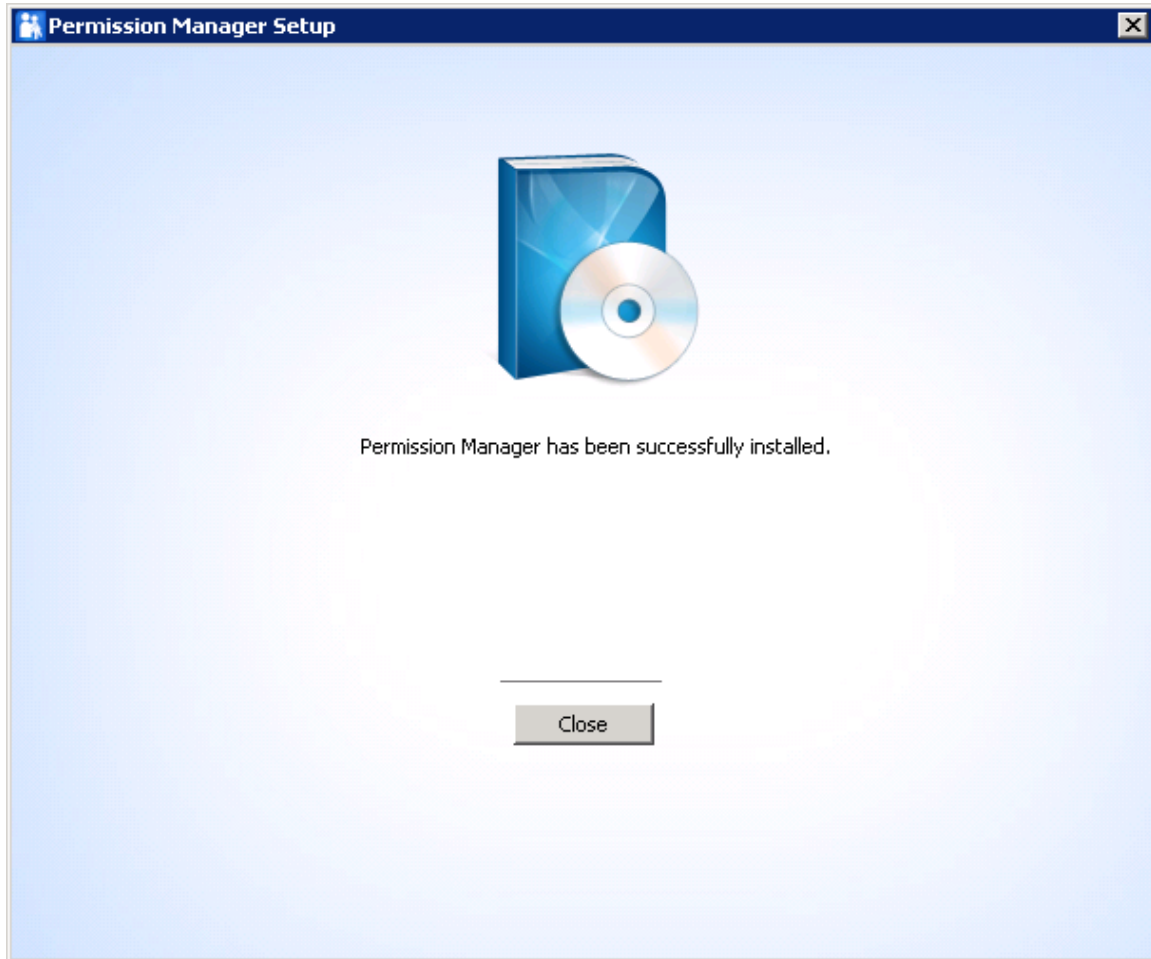 Permission Manager Setup
Permission Manager has been successfully installed.
Close